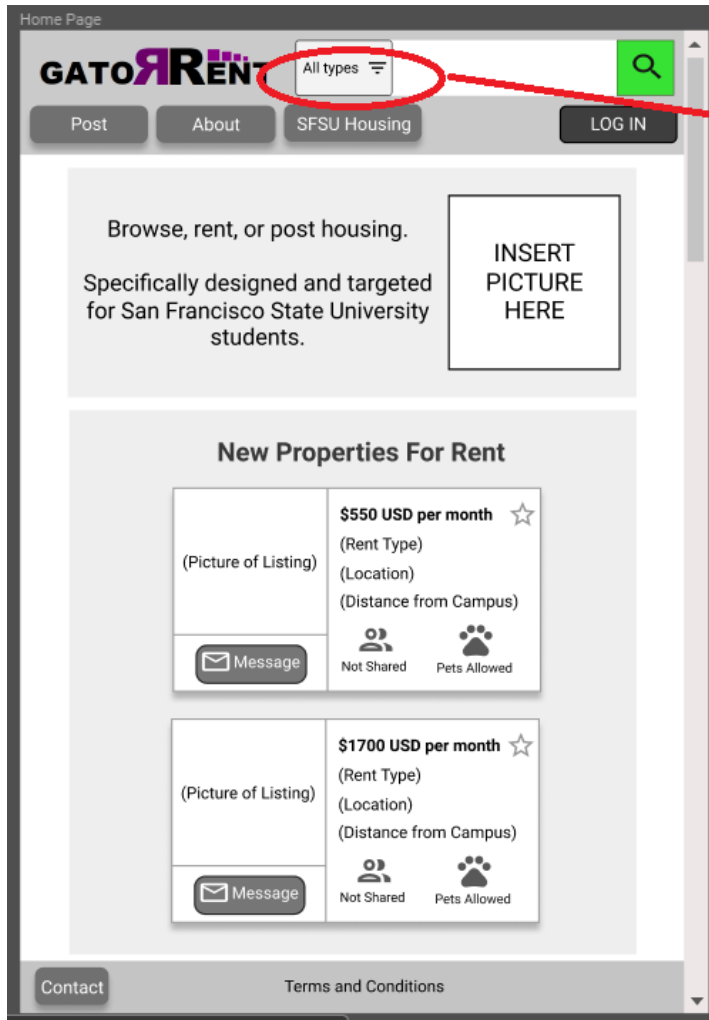 Home Page
GATOЯRENT
All types
Post
About
SFSU Housing
LOG IN
Browse, rent, or post housing.
Specifically designed and targeted
for San Francisco State University
students.
INSERT
PICTURE
HERE
New Properties For Rent
(Picture of Listing)
$550 USD per month
(Rent Type)
(Location)
(Distance from Campus)
Message
Not Shared
Pets Allowed
(Picture of Listing)
$1700 USD per month
(Rent Type)
(Location)
(Distance from Campus)
Message
Not Shared
Pets Allowed
Contact
Terms and Conditions